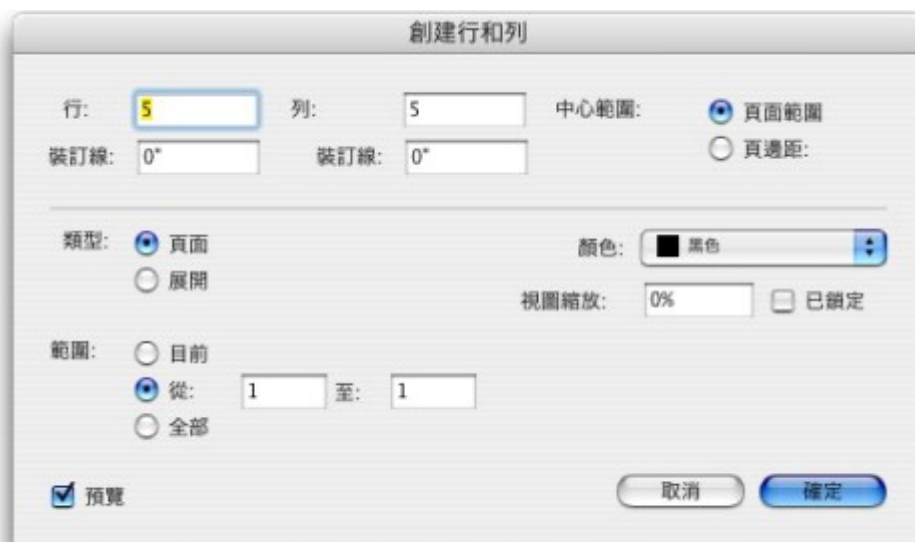 創建行和列
行: 5 列: 5 中心範圍: 頁面範圍
裝訂線: 0" 裝訂線: 0" 頁邊距:
類型: 頁面 顏色: 黑色
展開
視圖縮放: 0% 已鎖定
範圍: 目前
從: 1 至: 1
全部
預覽 取消 確定